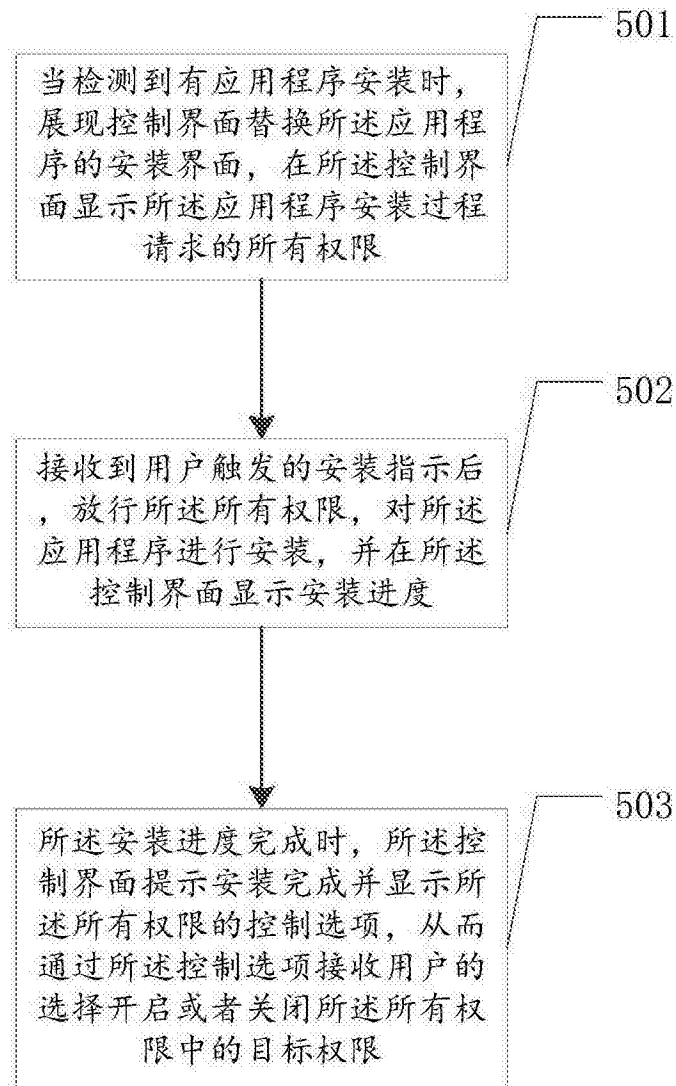 501
当检测到有应用程序安装时，
展现控制界面替换所述应用程
序的安装界面，在所述控制界
面显示所述应用程序安装过程
请求的所有权限
502
接收到用户触发的安装指示后
，放行所述所有权限，对所述
应用程序进行安装，并在所述
控制界面显示安装进度
503
所述安装进度完成时，所述控
制界面提示安装完成并显示所
述所有权限的控制选项，从而
通过所述控制选项接收用户的
选择开启或者关闭所述所有权
限中的目标权限